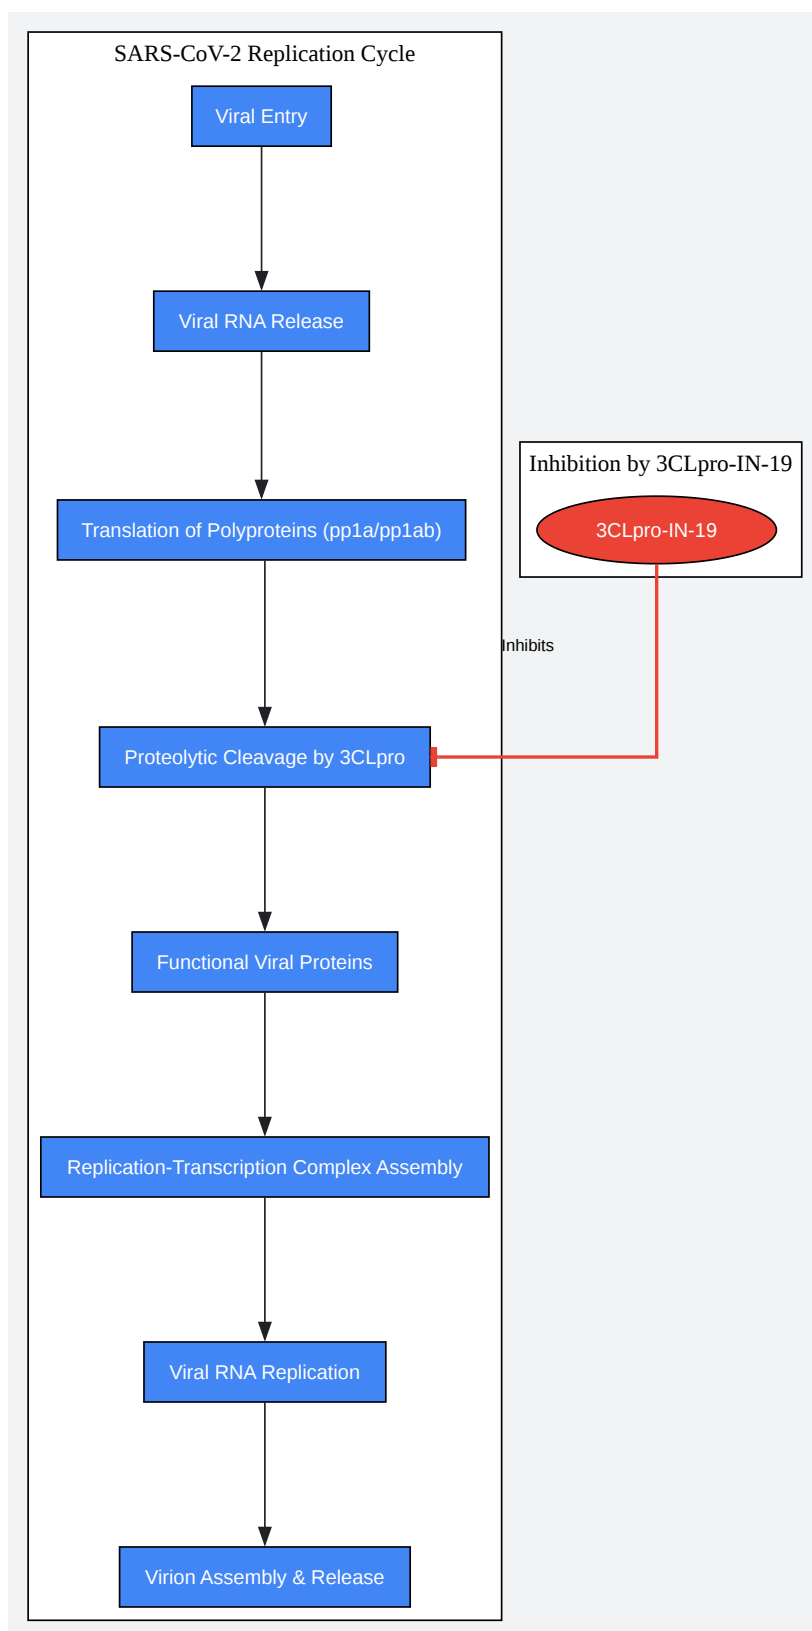 SARS-CoV-2 Replication Cycle
Viral Entry
Viral RNA Release
Inhibition by 3CLpro-IN-19
Translation of Polyproteins (pp1a/pp1ab)
3CLpro-IN-19
Inhibits
Proteolytic Cleavage by 3CLpro
Functional Viral Proteins
Replication-Transcription Complex Assembly
Viral RNA Replication
Virion Assembly & Release